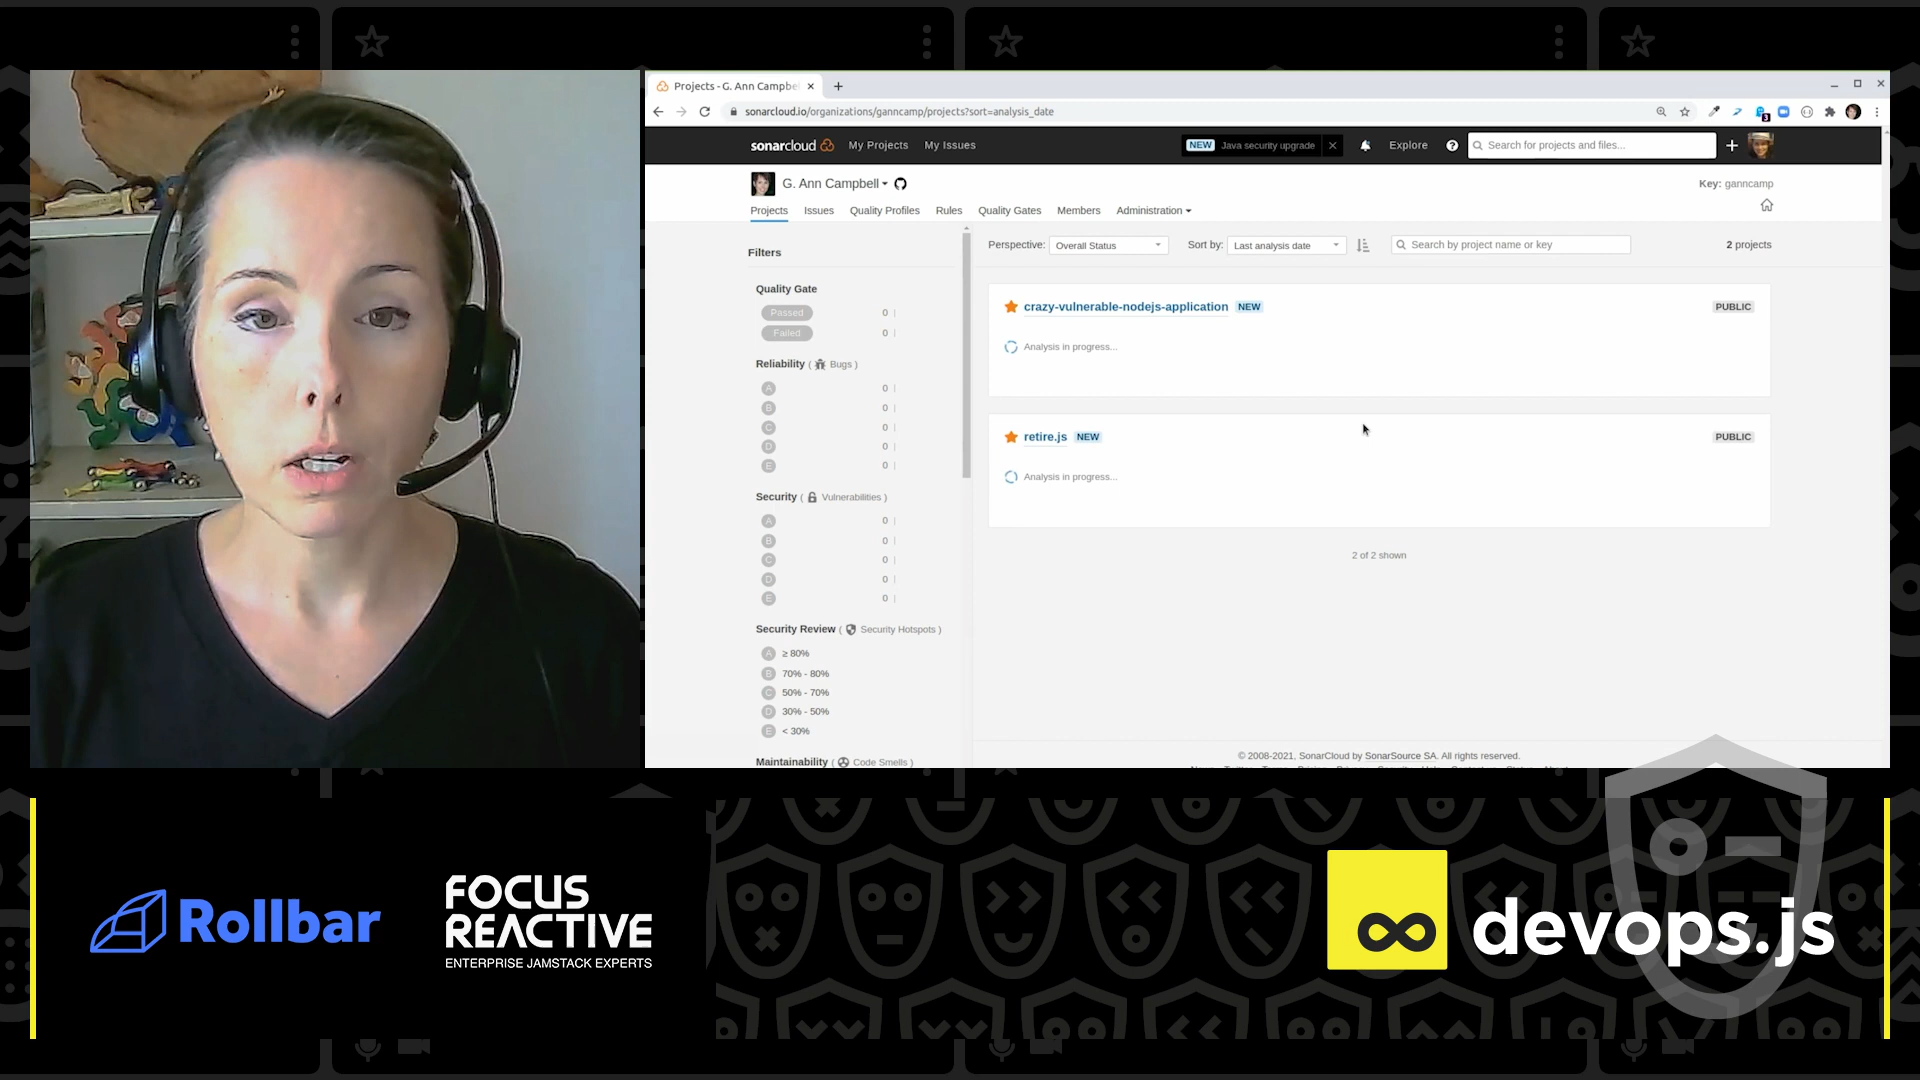 Projects - G. Ann Campbe
sonarcloud.io/organizations/ganncamp/projects?sort=analysis_date
3
sonarcloud My Projects My Issues NEW Java security upgrade Explore Search for projects and files...
G. Ann Campbell Key: ganncamp
Projects Issues Quality Profiles Rules Quality Gates Members Administration
Filters
Perspective: Overall Status Sort by: Last analysis date Search by project name or key 2 projects
Quality Gate
Passed 0
Failed 0
Reliability ( Bugs )
A 0
B 0
C 0
D 0
E 0
Security ( Vulnerabilities )
A 0
B 0
C 0
D 0
E 0
Security Review ( Security Hotspots )
A ≥ 80%
B 70% - 80%
C 50% - 70%
D 30% - 50%
E < 30%
Maintainability ( Code Smells )
crazy-vulnerable-nodejs-application NEW PUBLIC
Analysis in progress...
retire.js NEW PUBLIC
Analysis in progress...
2 of 2 shown
© 2008-2021, SonarCloud by SonarSource SA. All rights reserved.
Rollbar
FOCUS
REACTIVE
ENTERPRISE JAMSTACK EXPERTS
devops.js